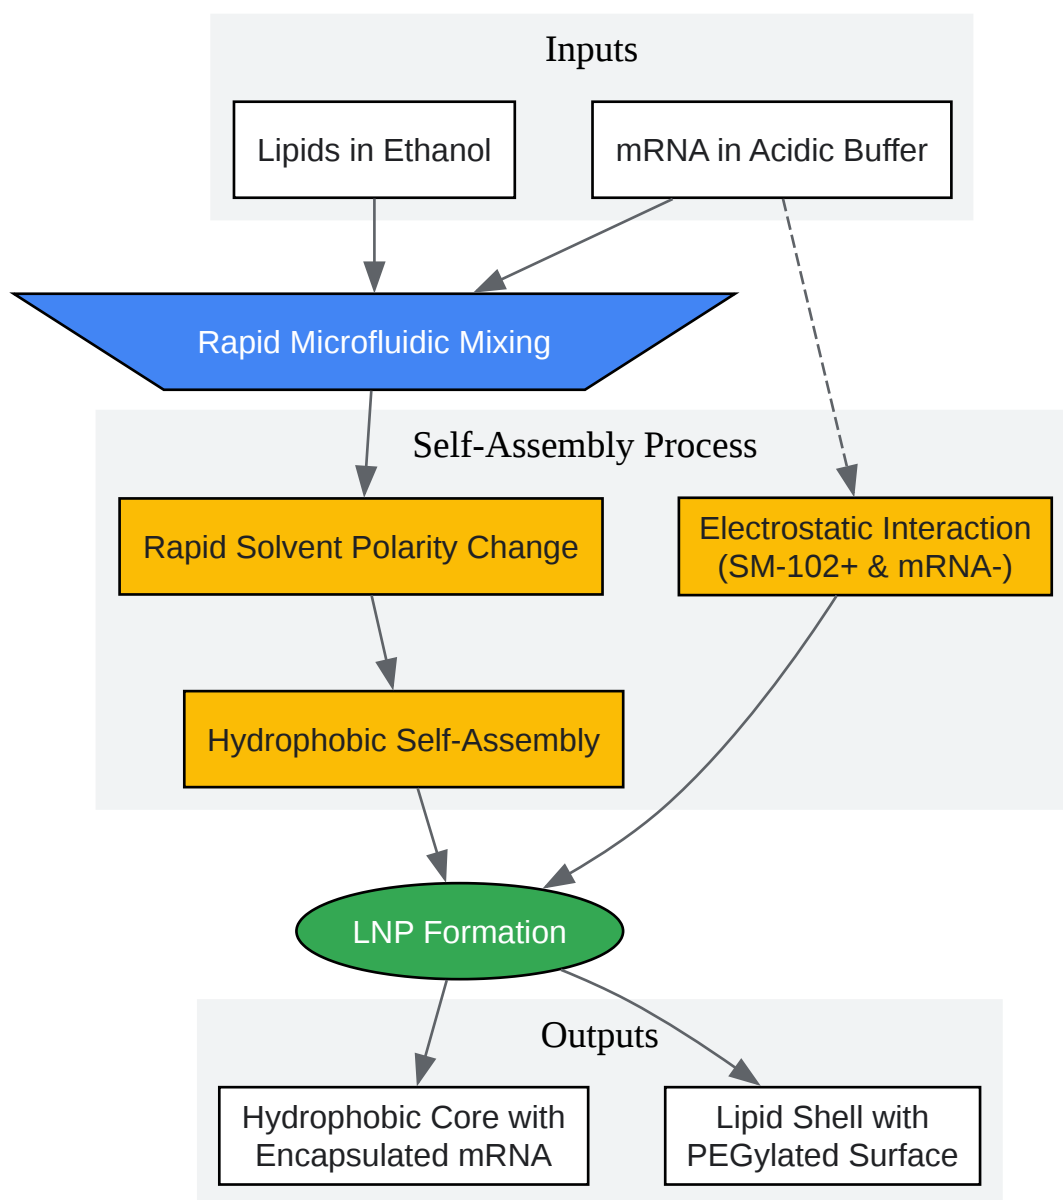 Inputs
Lipids in Ethanol
mRNA in Acidic Buffer
Rapid Microfluidic Mixing
Self-Assembly Process
Rapid Solvent Polarity Change
Electrostatic Interaction
(SM-102+ & mRNA-)
Hydrophobic Self-Assembly
LNP Formation
Outputs
Hydrophobic Core with
Encapsulated mRNA
Lipid Shell with
PEGylated Surface